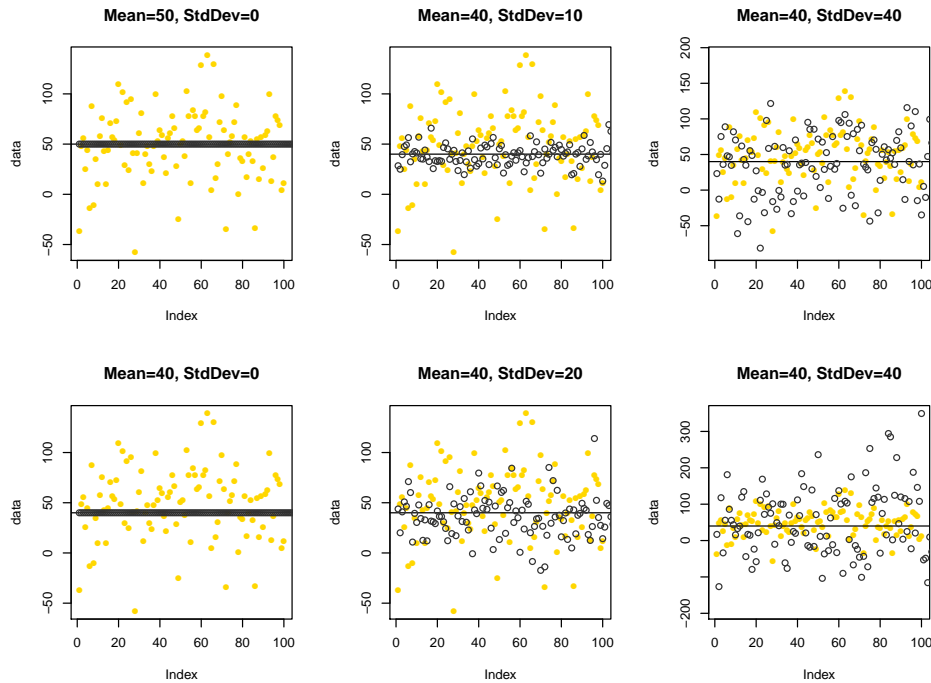 Mean=50, StdDev=0
data
100
50
0
−50
0 20 40 60 80 100
Index
Mean=40, StdDev=10
data
100
50
0
−50
0 20 40 60 80 100
Index
Mean=40, StdDev=40
data
200
150
100
50
0
−50
0 20 40 60 80 100
Index
Mean=40, StdDev=0
data
100
50
0
−50
0 20 40 60 80 100
Index
Mean=40, StdDev=20
data
100
50
0
−50
0 20 40 60 80 100
Index
Mean=40, StdDev=40
data
300
200
100
0
−200
0 20 40 60 80 100
Index